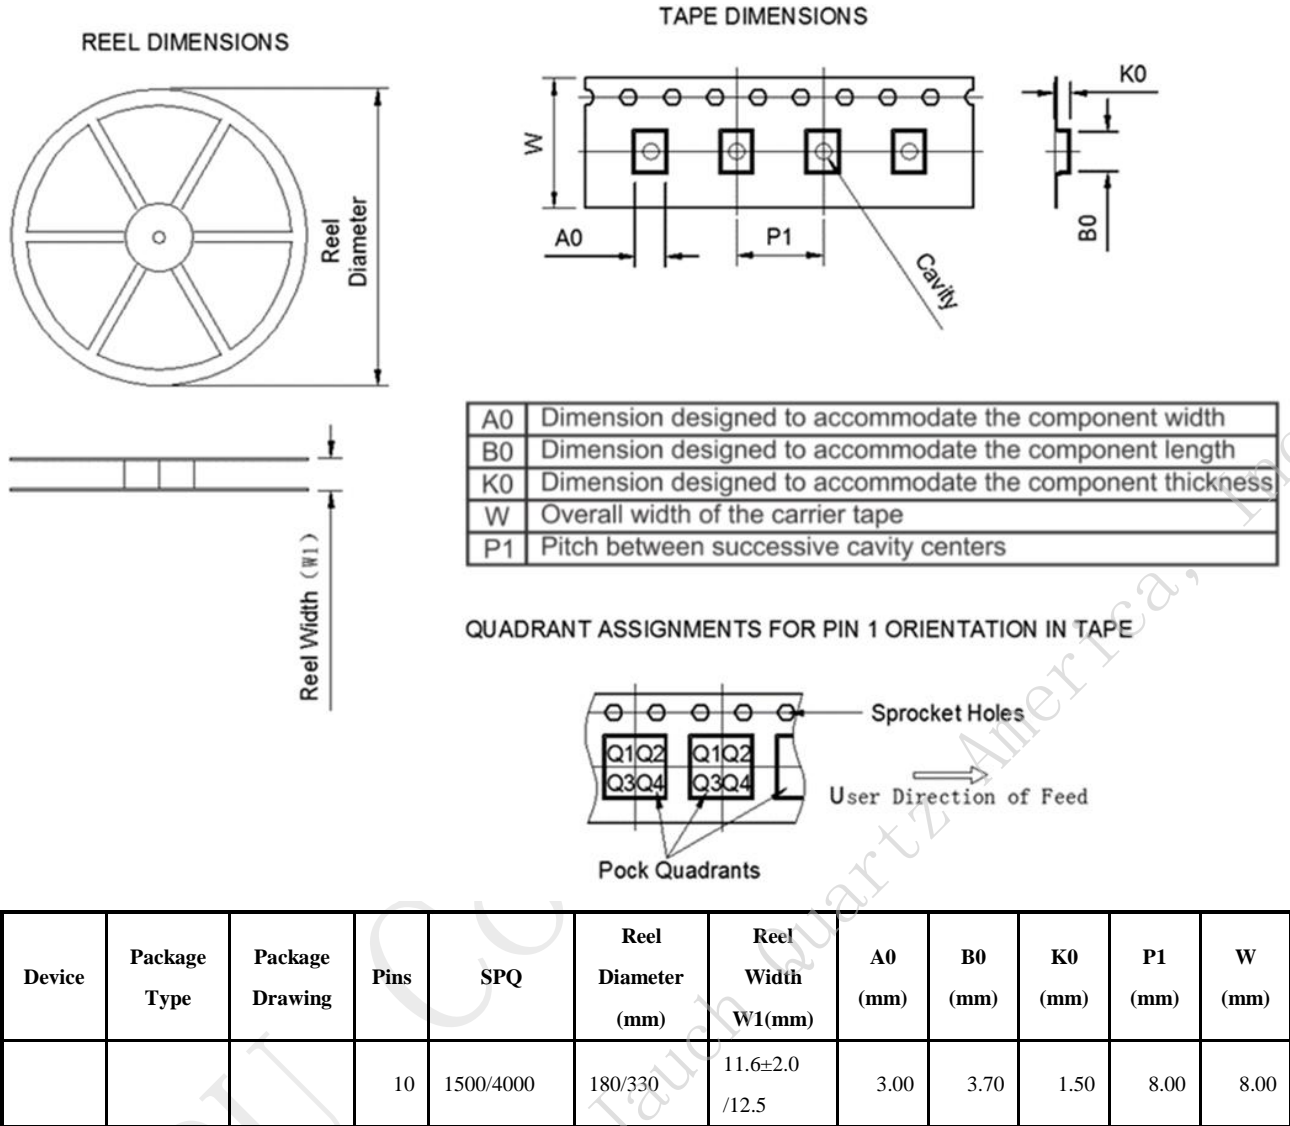 REEL DIMENSIONS
Reel
Diameter
Reel Width (W1)
TAPE DIMENSIONS
W
A0
P1
Cavity
K0
B0
A0 Dimension designed to accommodate the component width
B0 Dimension designed to accommodate the component length
K0 Dimension designed to accommodate the component thickness
W Overall width of the carrier tape
P1 Pitch between successive cavity centers
QUADRANT ASSIGNMENTS FOR PIN 1 ORIENTATION IN TAPE
Sprocket Holes
Q1 Q2 Q1 Q2
Q3 Q4 Q3 Q4
User Direction of Feed
Pock Quadrants
Device Package Type Package Drawing Pins SPQ Reel Diameter (mm) Reel Width W1(mm) A0 (mm) B0 (mm) K0 (mm) P1 (mm) W (mm)
10 1500/4000 180/330 11.6±2.0 /12.5 3.00 3.70 1.50 8.00 8.00
Jauch Quartz America, Inc